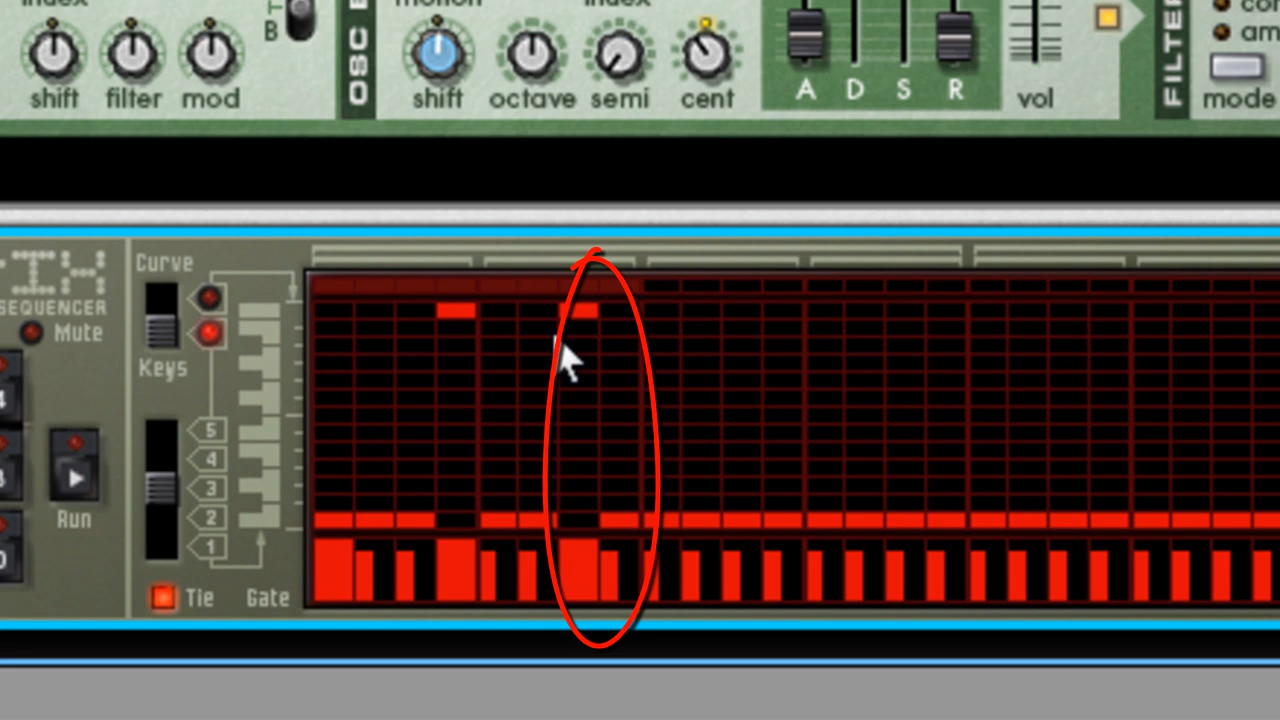 shift filter mod
B
OSC
shift octave semi cent
A D S R
vol
FILTER
mode
SEQUENCER
Mute
Curve
Keys
5
4
3
2
1
Run
Tie Gate